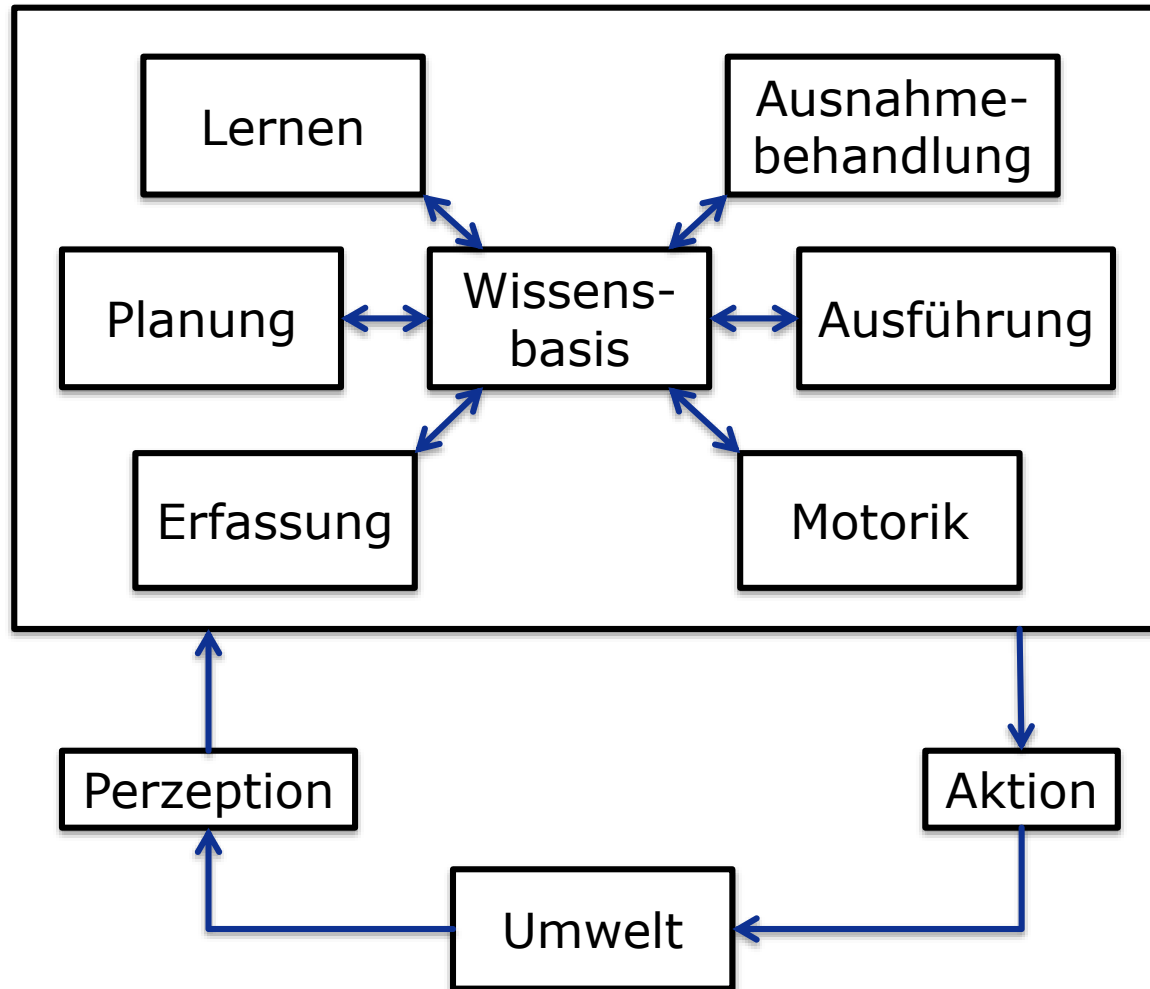 Lernen
Ausnahme-
behandlung
Planung
Wissens-
basis
Ausführung
Erfassung
Motorik
Perzeption
Aktion
Umwelt